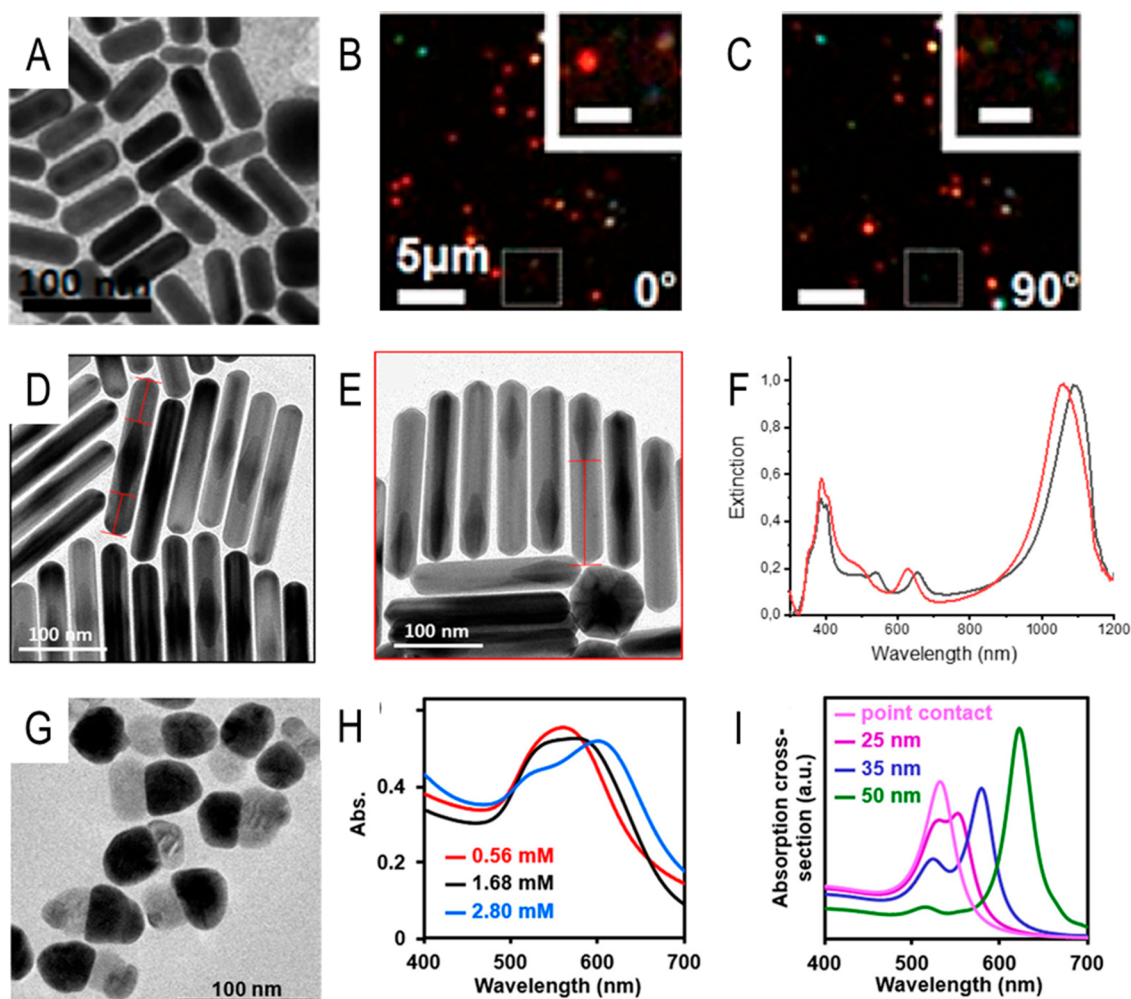 A
100 nm
B
5µm
0°
C
90°
D
100 nm
E
100 nm
F
Extinction
1,0
0,8
0,6
0,4
0,2
0,0
400 600 800 1000 1200
Wavelength (nm)
G
100 nm
H
Abs.
0.4
0.2
0
0.56 mM
1.68 mM
2.80 mM
400 500 600 700
Wavelength (nm)
I
Absorption cross-
section (a.u.)
point contact
25 nm
35 nm
50 nm
400 500 600 700
Wavelength (nm)